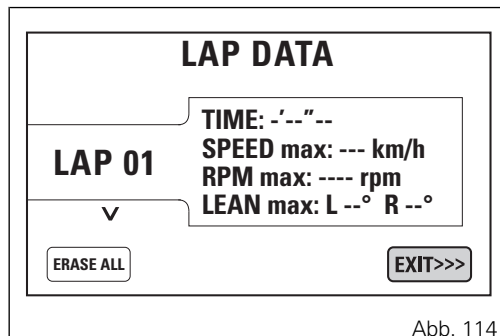 LAP DATA
LAP 01
TIME: -'--"--
SPEED max: --- km/h
RPM max: ---- rpm
LEAN max: L --° R --°
ERASE ALL
EXIT>>>
Abb. 114